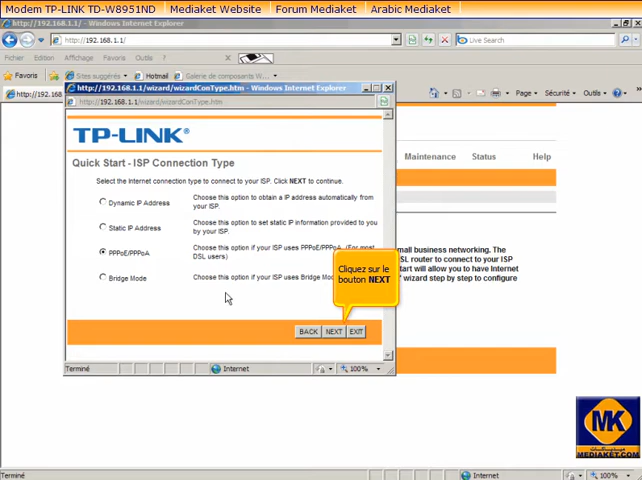 Modem TP-LINK TD-W8951ND Mediaket Website Forum Mediaket Arabic Mediaket
http://192.168.1.1/ - Windows Internet Explorer
http://192.168.1.1/
Live Search
Fichier Edition Affichage Favoris Outils ?
Favoris Sites suggérés Hotmail Galerie de composants W...
http://192.168.1.1/wizard/wizardConType.htm - Windows Internet Explorer
http://192.168.1
Page Sécurité Outils
http://192.168.1.1/wizard/wizardConType.htm
TP-LINK®
Maintenance Status Help
Quick Start - ISP Connection Type
Select the Internet connection type to connect to your ISP. Click NEXT to continue.
Dynamic IP Address
Choose this option to obtain a IP address automatically from
your ISP.
Static IP Address
Choose this option to set static IP information provided to you
by your ISP.
PPPoE/PPPoA
Choose this option if your ISP uses PPPoE/PPPoA. (For most
DSL users)
Bridge Mode
Choose this option if your ISP uses Bridge Mo
mall business networking. The
SL router to connect to your ISP
tart will allow you to have Internet
wizard step by step to configure
Cliquez sur le
bouton NEXT
BACK NEXT EXIT
Terminé Internet 100%
MK
MEDIAKET.COM
Terminé Internet 100%